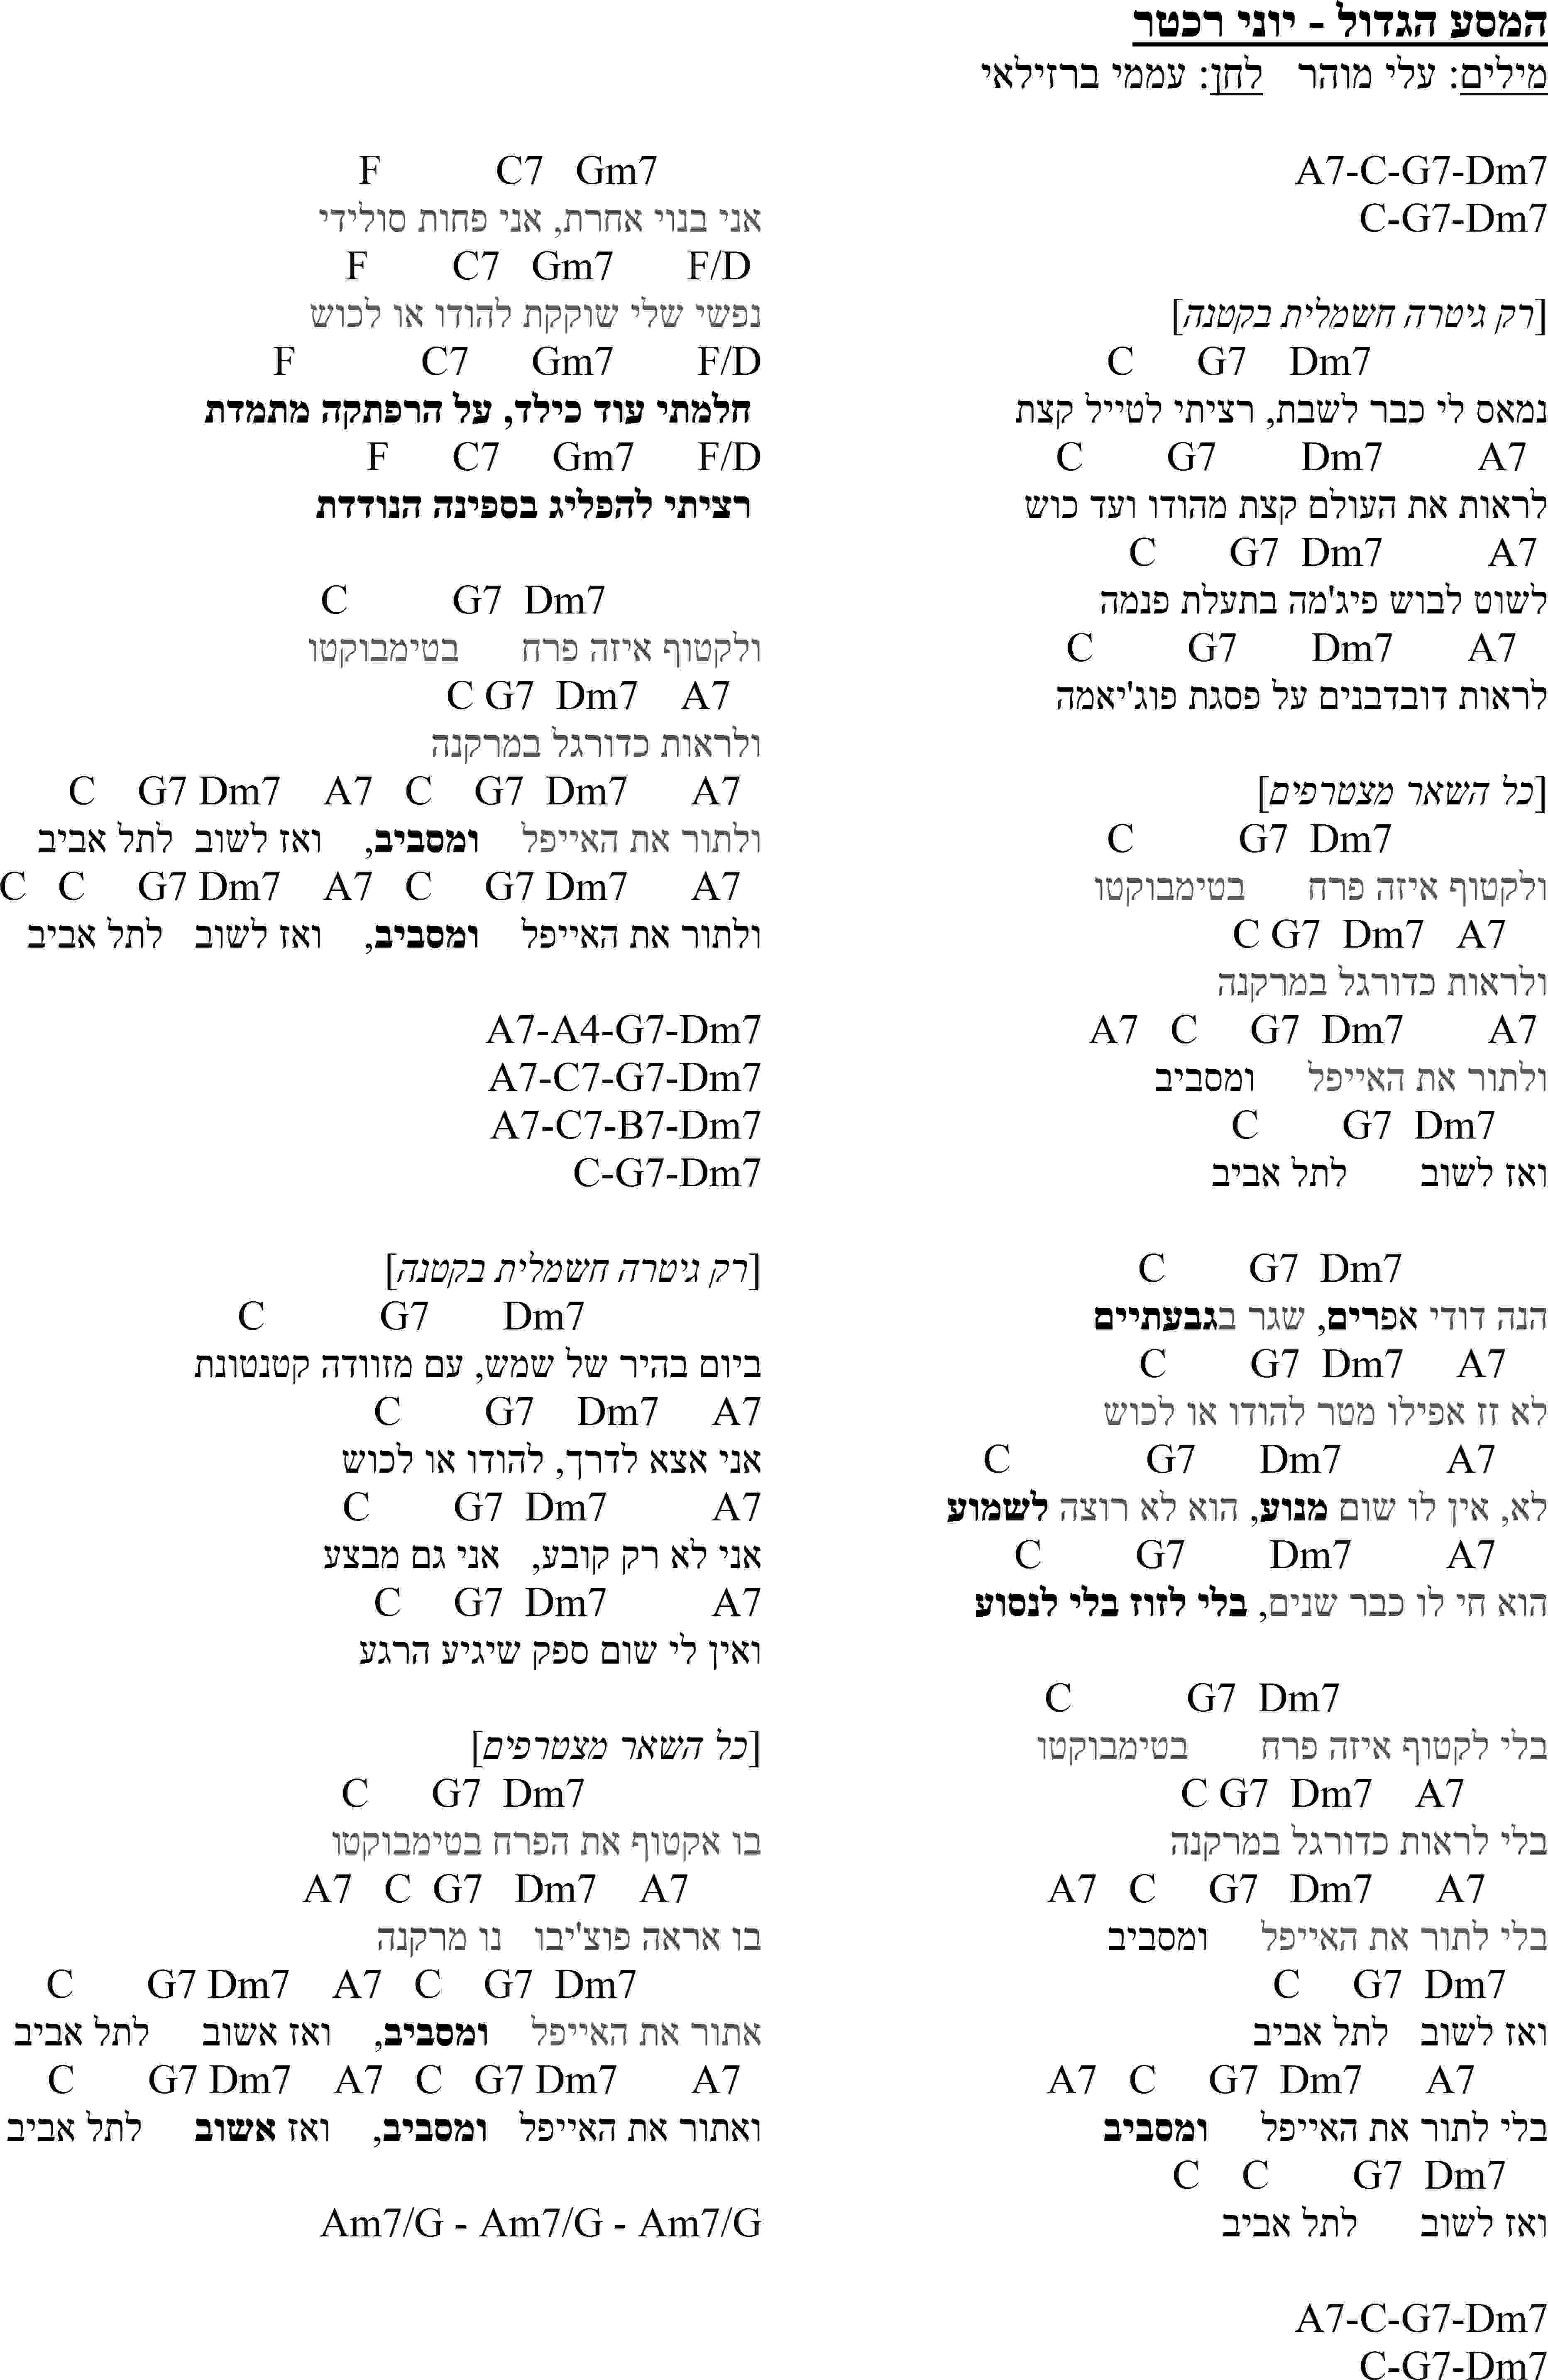 המסע הגדול - יוני רכטר
מילים: עלי מוהר לחן: עממי ברזילאי
A7-C-G7-Dm7
C-G7-Dm7
[רק גיטרה חשמלית בקטנה]
C G7 Dm7
נמאס לי כבר לשבת, רציתי לטייל קצת
C G7 Dm7 A7
לראות את העולם קצת מהודו ועד כוש
C G7 Dm7 A7
לשוט לבוש פיג'מה בתעלת פנמה
C G7 Dm7 A7
לראות דובדבנים על פסגת פוג'יאמה
[כל השאר מצטרפים]
C G7 Dm7
ולקטוף איזה פרח בטימבוקטו
C G7 Dm7 A7
ולראות כדורגל במרקנה
A7 C G7 Dm7 A7
ולתור את האייפל ומסביב
C G7 Dm7
ואז לשוב לתל אביב
C G7 Dm7
הנה דודי אפרים, שגר בגבעתיים
C G7 Dm7 A7
לא זז אפילו מטר להודו או לכוש
C G7 Dm7 A7
לא, אין לו שום מנוע, הוא לא רוצה לשמוע
C G7 Dm7 A7
הוא חי לו כבר שנים, בלי לזוז בלי לנסוע
C G7 Dm7
בלי לקטוף איזה פרח בטימבוקטו
C G7 Dm7 A7
בלי לראות כדורגל במרקנה
A7 C G7 Dm7 A7
בלי לתור את האייפל ומסביב
C G7 Dm7
ואז לשוב לתל אביב
A7 C G7 Dm7 A7
בלי לתור את האייפל ומסביב
C C G7 Dm7
ואז לשוב לתל אביב
A7-C-G7-Dm7
C-G7-Dm7
F C7 Gm7
אני בנוי אחרת, אני פחות סולידי
F C7 Gm7 F/D
נפשי שלי שוקקת להודו או לכוש
F C7 Gm7 F/D
חלמתי עוד כילד, על הרפתקה מתמדת
F C7 Gm7 F/D
רציתי להפליג בספינה הנודדת
C G7 Dm7
ולקטוף איזה פרח בטימבוקטו
C G7 Dm7 A7
ולראות כדורגל במרקנה
C G7 Dm7 A7 C G7 Dm7 A7
ולתור את האייפל ומסביב, ואז לשוב לתל אביב
C C G7 Dm7 A7 C G7 Dm7 A7
ולתור את האייפל ומסביב, ואז לשוב לתל אביב
A7-A4-G7-Dm7
A7-C7-G7-Dm7
A7-C7-B7-Dm7
C-G7-Dm7
[רק גיטרה חשמלית בקטנה]
C G7 Dm7
ביום בהיר של שמש, עם מזוודה קטנטונת
C G7 Dm7 A7
אני אצא לדרך, להודו או לכוש
C G7 Dm7 A7
אני לא רק קובע, אני גם מבצע
C G7 Dm7 A7
ואין לי שום ספק שיגיע הרגע
[כל השאר מצטרפים]
C G7 Dm7
בו אקטוף את הפרח בטימבוקטו
A7 C G7 Dm7 A7
בו אראה פוצ'יבו נו מרקנה
C G7 Dm7 A7 C G7 Dm7
אתור את האייפל ומסביב, ואז אשוב לתל אביב
C G7 Dm7 A7 C G7 Dm7 A7
ואתור את האייפל ומסביב, ואז אשוב לתל אביב
Am7/G - Am7/G - Am7/G